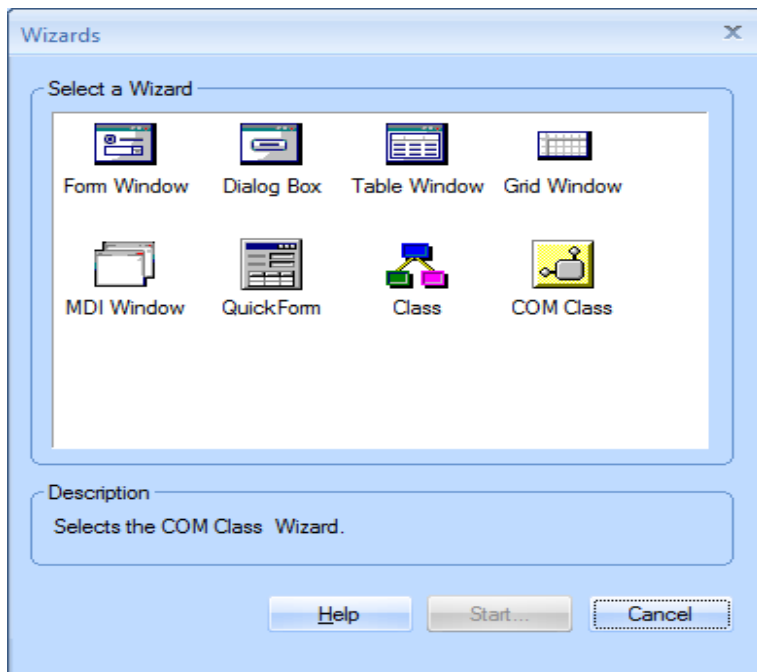 Wizards
Select a Wizard
Form Window Dialog Box Table Window Grid Window
MDI Window QuickForm Class COM Class
Description
Selects the COM Class  Wizard.
Help Start... Cancel